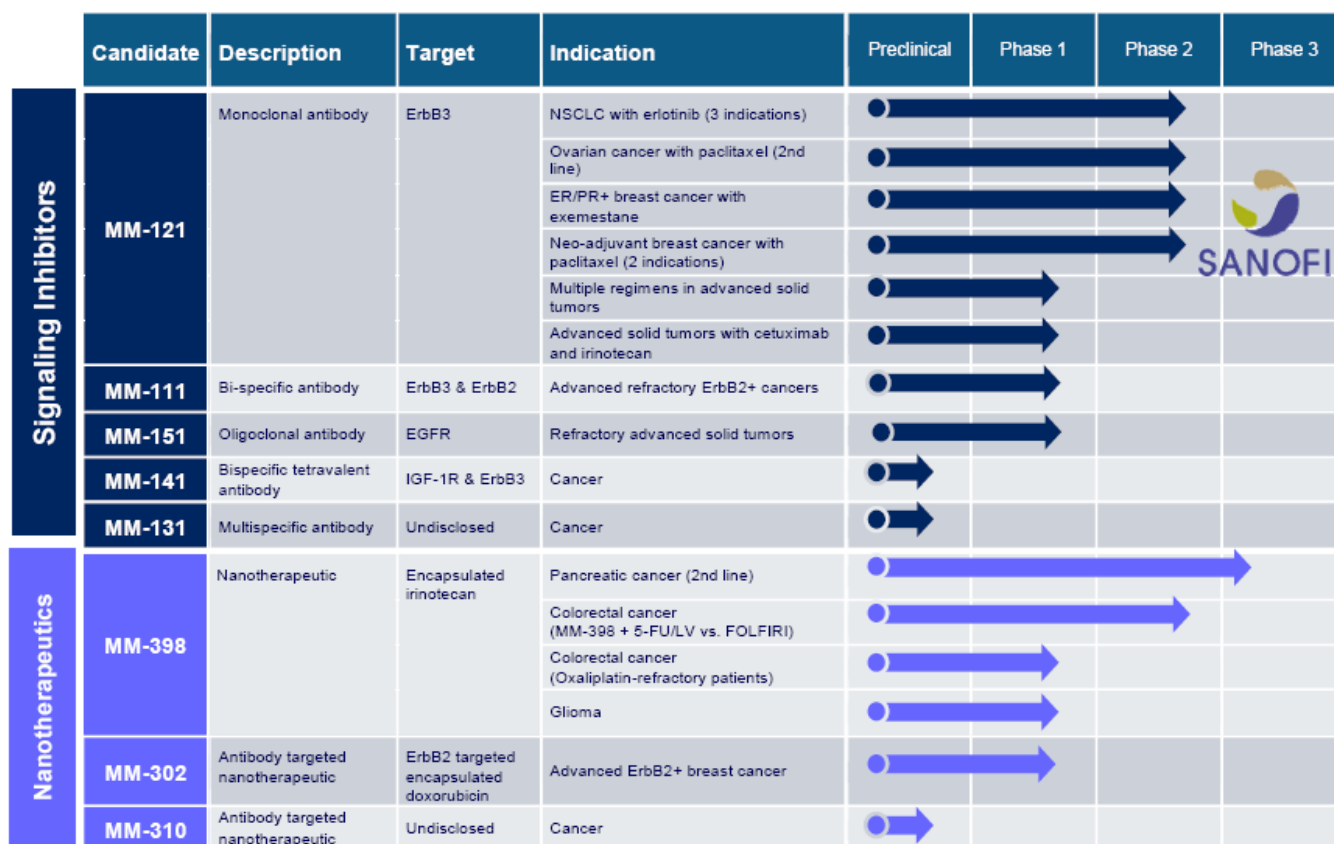 Candidate Description Target Indication Preclinical Phase 1 Phase 2 Phase 3
Signaling Inhibitors
MM-121
Monoclonal antibody
ErbB3
NSCLC with erlotinib (3 indications)
Ovarian cancer with paclitaxel (2nd
line)
ER/PR+ breast cancer with
exemestane
Neo-adjuvant breast cancer with
paclitaxel (2 indications)
Multiple regimens in advanced solid
tumors
Advanced solid tumors with cetuximab
and irinotecan
SANOFI
MM-111
Bi-specific antibody
ErbB3 & ErbB2
Advanced refractory ErbB2+ cancers
MM-151
Oligoclonal antibody
EGFR
Refractory advanced solid tumors
MM-141
Bispecific tetravalent
antibody
IGF-1R & ErbB3
Cancer
MM-131
Multispecific antibody
Undisclosed
Cancer
Nanotherapeutics
MM-398
Nanotherapeutic
Encapsulated
irinotecan
Pancreatic cancer (2nd line)
Colorectal cancer
(MM-398 + 5-FU/LV vs. FOLFIRI)
Colorectal cancer
(Oxaliplatin-refractory patients)
Glioma
MM-302
Antibody targeted
nanotherapeutic
ErbB2 targeted
encapsulated
doxorubicin
Advanced ErbB2+ breast cancer
MM-310
Antibody targeted
nanotherapeutic
Undisclosed
Cancer